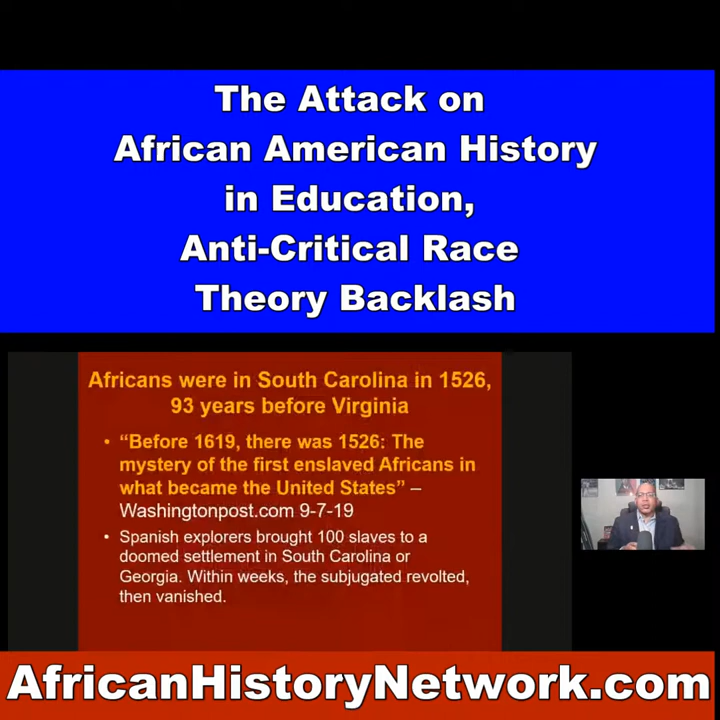 The Attack on
African American History
in Education,
Anti-Critical Race
Theory Backlash
Africans were in South Carolina in 1526,
93 years before Virginia
• “Before 1619, there was 1526: The
mystery of the first enslaved Africans in
what became the United States” –
Washingtonpost.com 9-7-19
• Spanish explorers brought 100 slaves to a
doomed settlement in South Carolina or
Georgia. Within weeks, the subjugated revolted,
then vanished.
AfricanHistoryNetwork.com